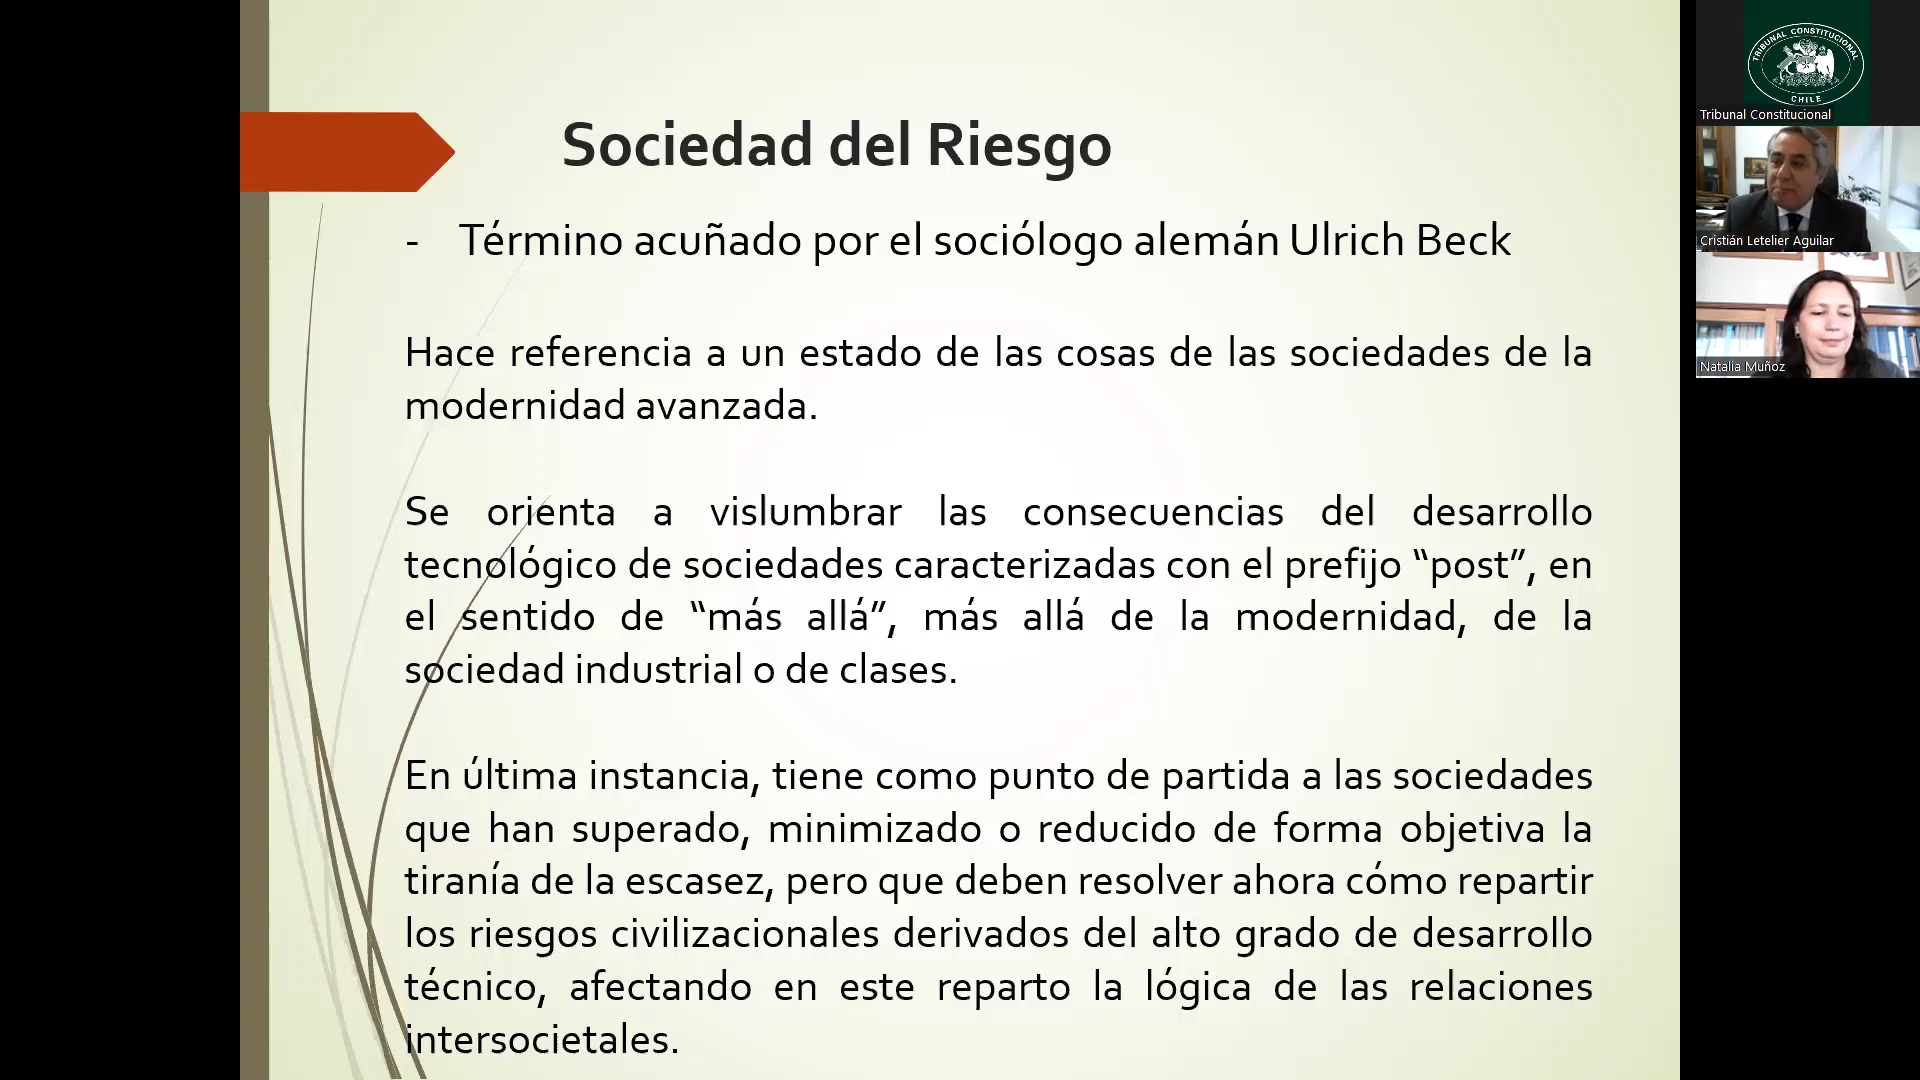 Sociedad del Riesgo
- Término acuñado por el sociólogo alemán Ulrich Beck
Hace referencia a un estado de las cosas de las sociedades de la
modernidad avanzada.
Se orienta a vislumbrar las consecuencias del desarrollo
tecnológico de sociedades caracterizadas con el prefijo “post”, en
el sentido de “más allá”, más allá de la modernidad, de la
sociedad industrial o de clases.
En última instancia, tiene como punto de partida a las sociedades
que han superado, minimizado o reducido de forma objetiva la
tiranía de la escasez, pero que deben resolver ahora cómo repartir
los riesgos civilizacionales derivados del alto grado de desarrollo
técnico, afectando en este reparto la lógica de las relaciones
intersocietales.
TRIBUNAL CONSTITUCIONAL
CHILE
Tribunal Constitucional
Cristián Letelier Aguilar
Natalia Muñoz